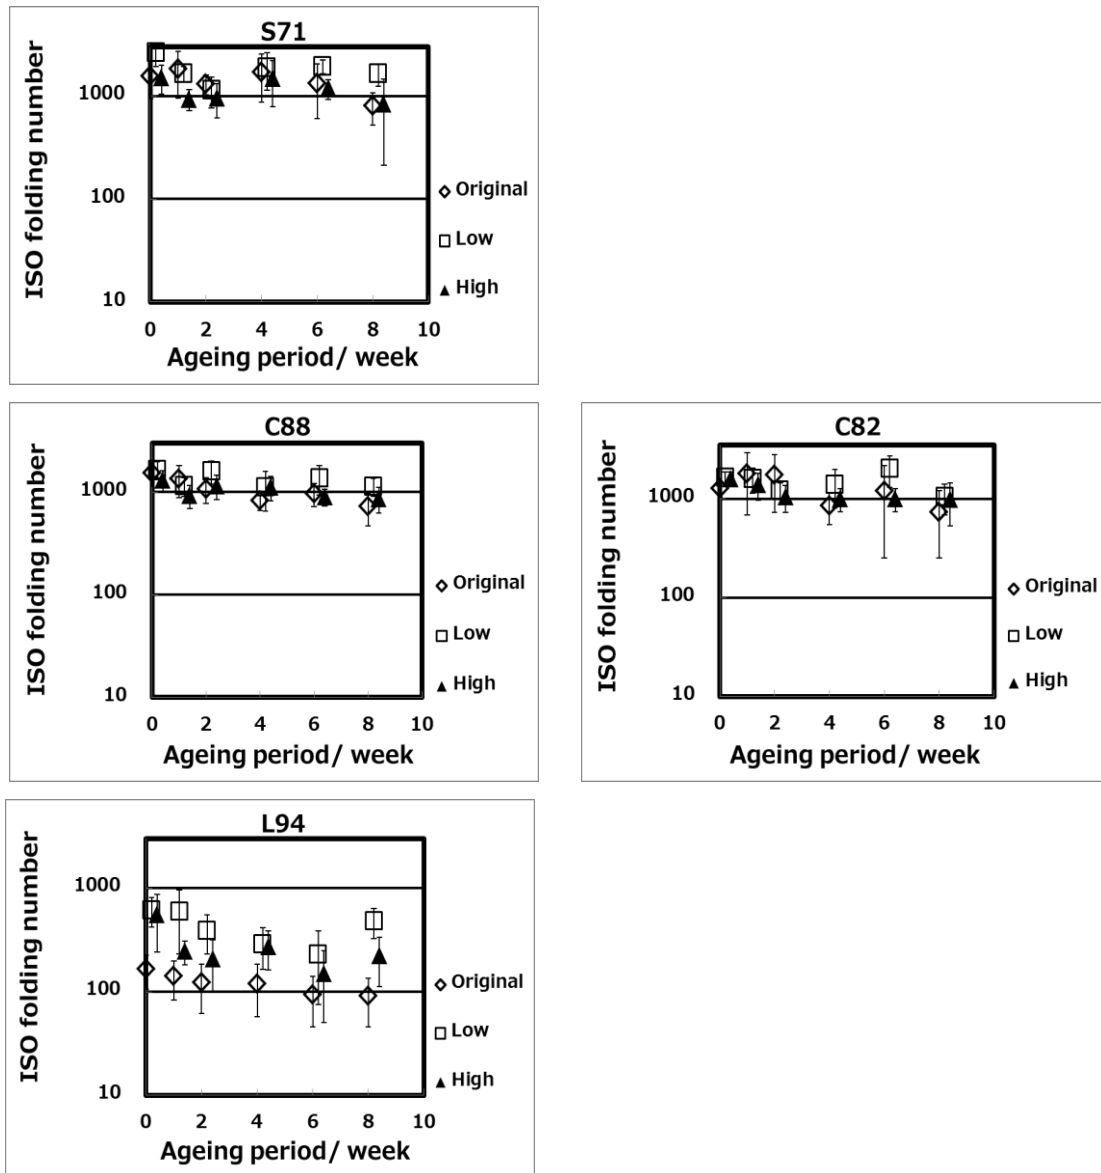 S71
ISO folding number
1000
100
10
0 2 4 6 8 10
Ageing period/ week
Original
Low
High
C88
ISO folding number
1000
100
10
0 2 4 6 8 10
Ageing period/ week
Original
Low
High
C82
ISO folding number
1000
100
10
0 2 4 6 8 10
Ageing period/ week
Original
Low
High
L94
ISO folding number
1000
100
10
0 2 4 6 8 10
Ageing period/ week
Original
Low
High